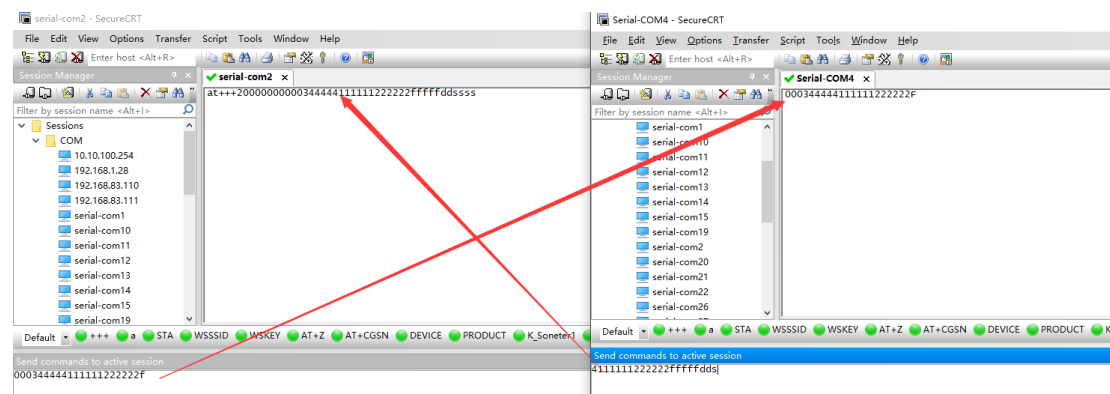 serial-com2 - SecureCRT
File Edit View Options Transfer Script Tools Window Help
Enter host <Alt+R>
Session Manager
serial-com2 x
at+++20000000000344444111111222222fffffddssss
Filter by session name <Alt+I>
Sessions
COM
10.10.100.254
192.168.1.28
192.168.83.110
192.168.83.111
serial-com1
serial-com10
serial-com11
serial-com12
serial-com13
serial-com14
serial-com15
serial-com19
Default +++ a STA WSSSID WSKEY AT+Z AT+CGSN DEVICE PRODUCT K_Soneter1
Send commands to active session
000344444111111222222f
Serial-COM4 - SecureCRT
File Edit View Options Transfer Script Tools Window Help
Enter host <Alt+R>
Session Manager
Serial-COM4 x
000344444111111222222F
Filter by session name <Alt+I>
serial-com1
serial-com10
serial-com11
serial-com12
serial-com13
serial-com14
serial-com15
serial-com19
serial-com2
serial-com20
serial-com21
serial-com22
serial-com26
Default +++ a STA WSSSID WSKEY AT+Z AT+CGSN DEVICE PRODUCT K
Send commands to active session
4111111222222fffffdds